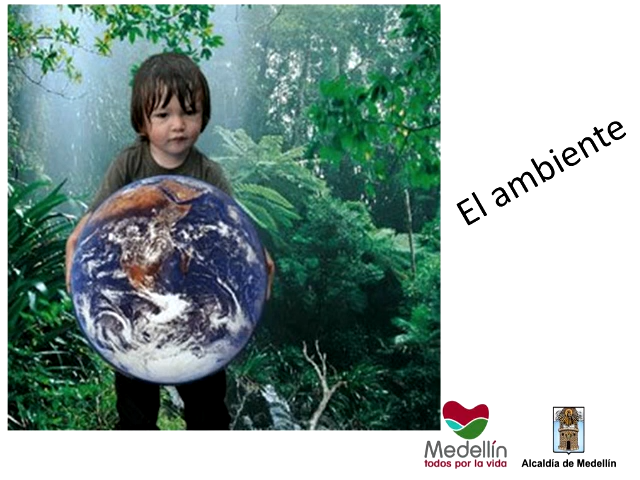 El ambiente
Medellín
todos por la vida
Alcaldía de Medellín